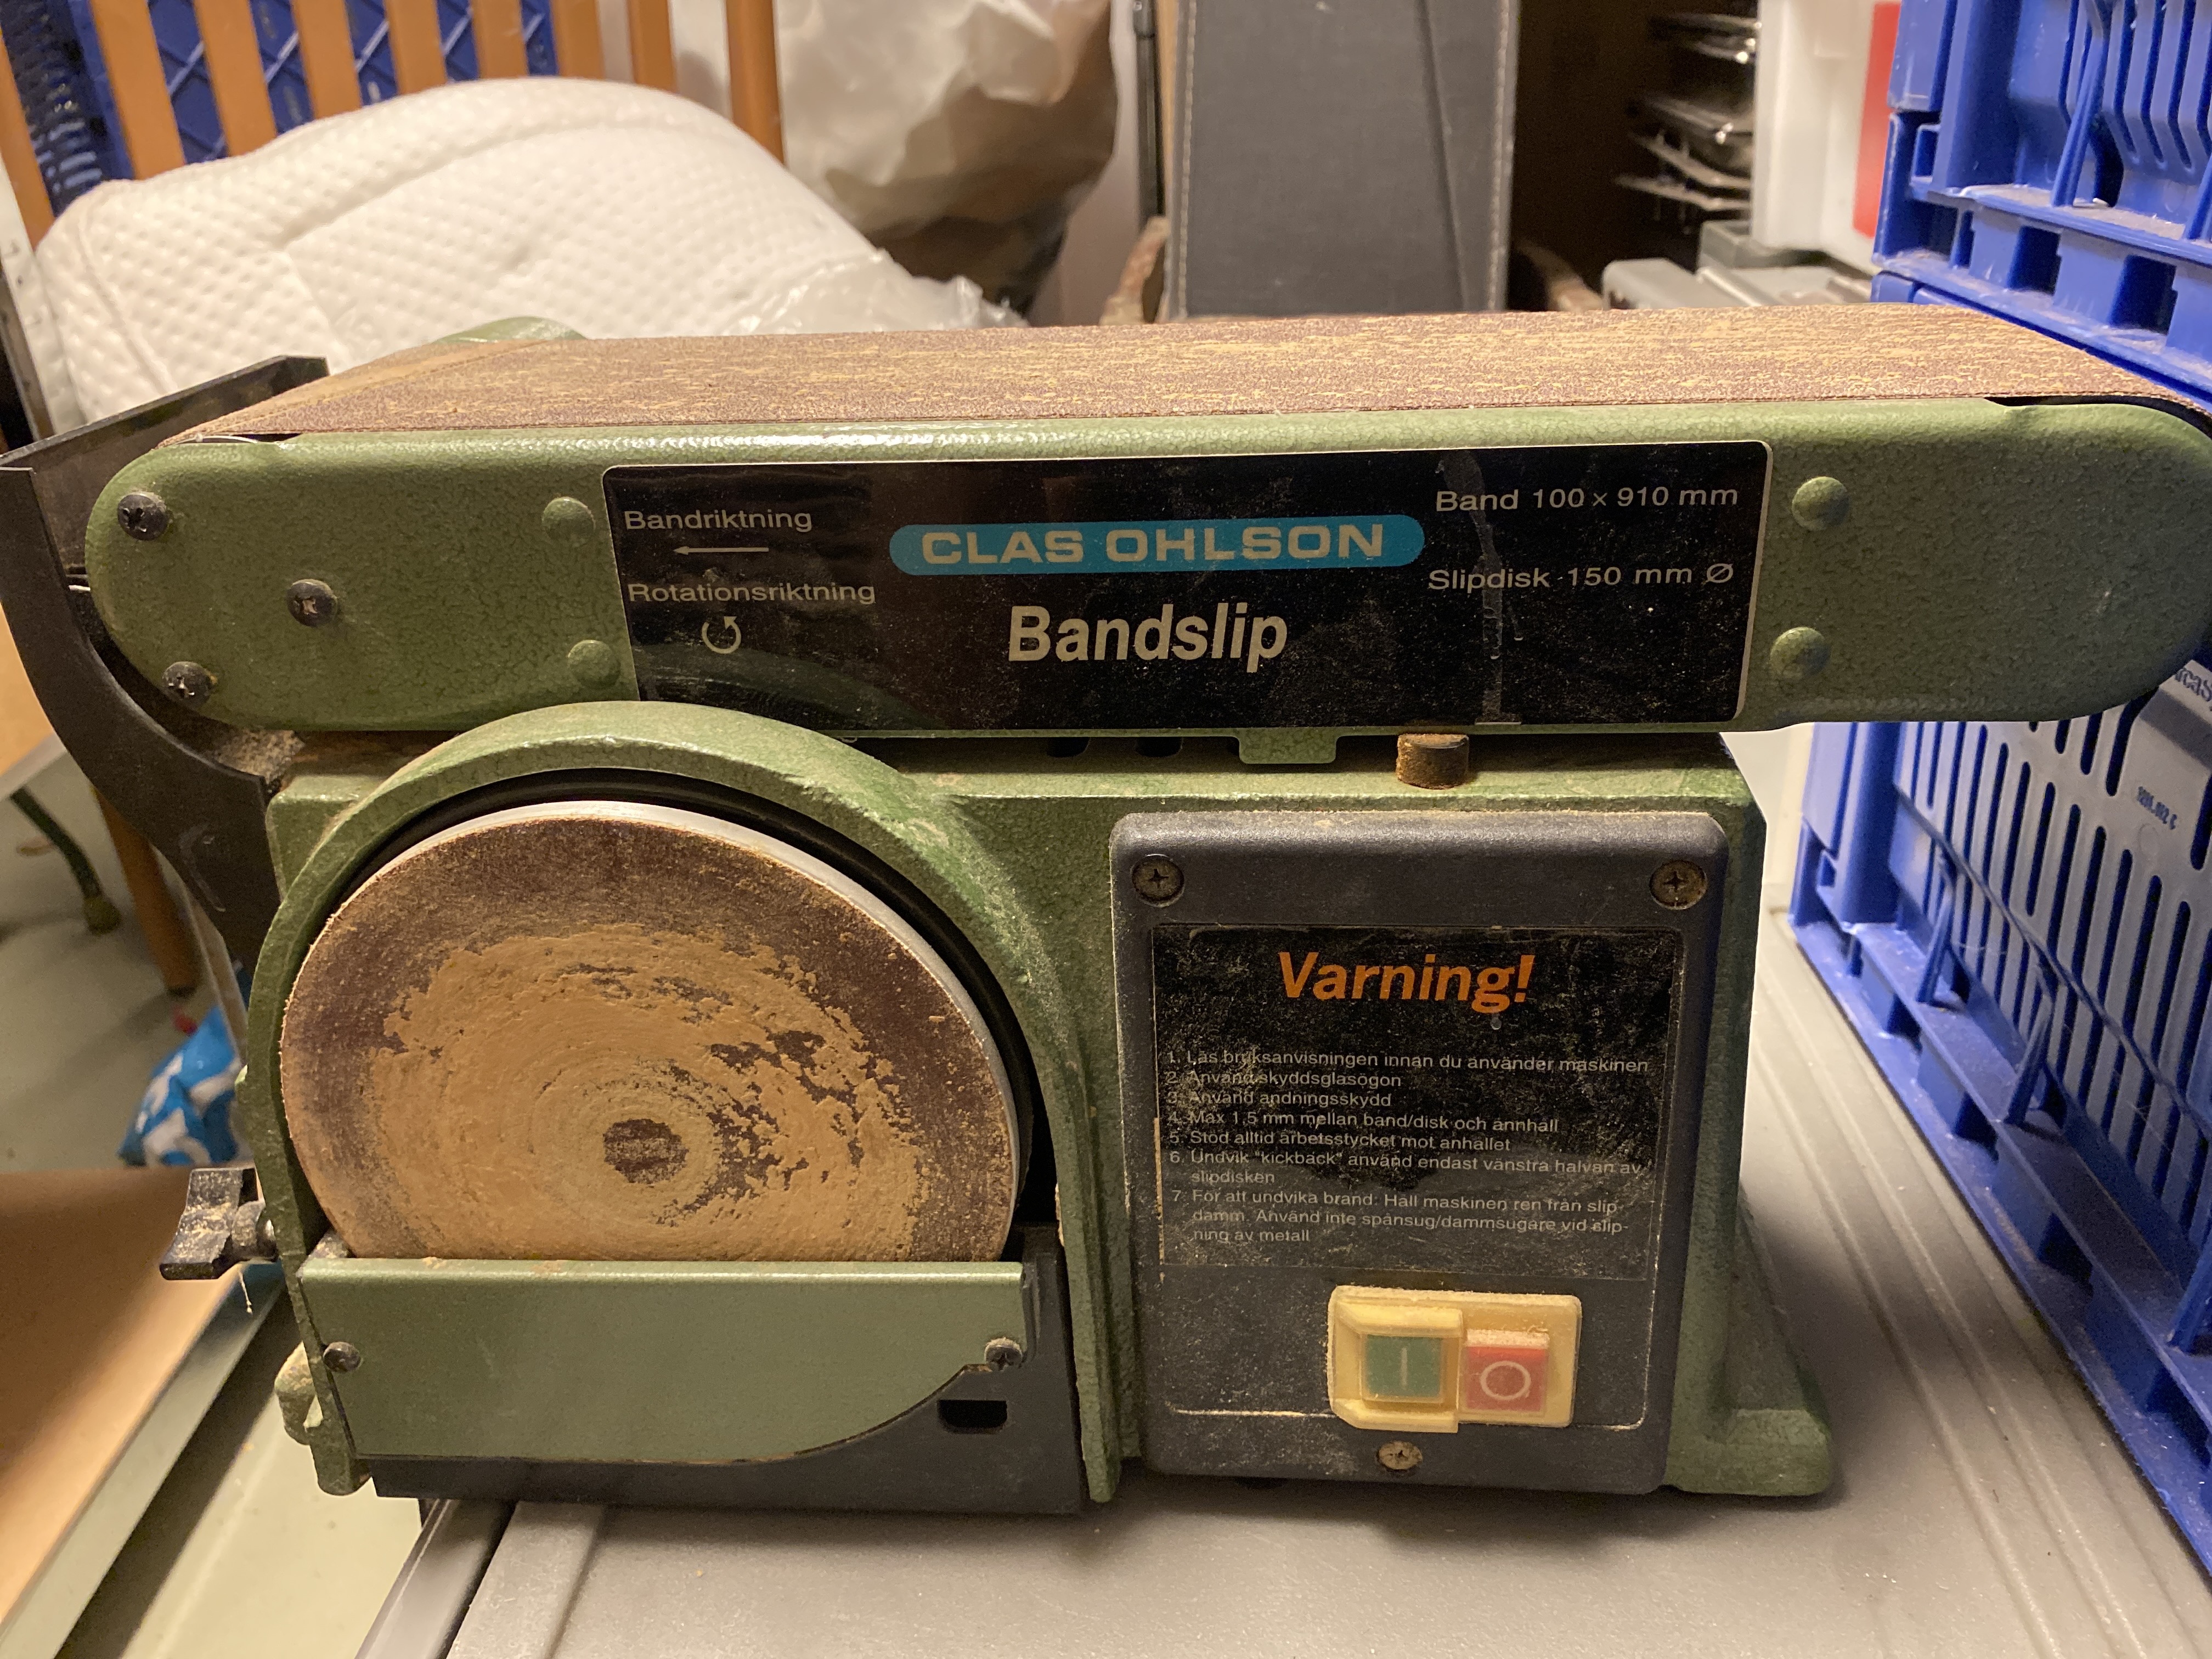 Bandriktning
Rotationsriktning
CLAS OHLSON
Bandslip
Band 100 × 910 mm
Slipdisk 150 mm Ø
Varning!
1. Läs bruksanvisningen innan du använder maskinen
2. Använd skyddsglasögon
3. Använd andningsskydd
4. Max 1,5 mm mellan band/disk och annhåll
5. Stöd alltid arbetsstycket mot anhållet
6. Undvik "kickback" använd endast vänstra halvan av
slipdisken
7. För att undvika brand: Håll maskinen ren från slip-
damm. Använd inte spånsug/dammsugare vid slip-
ning av metall
I
O